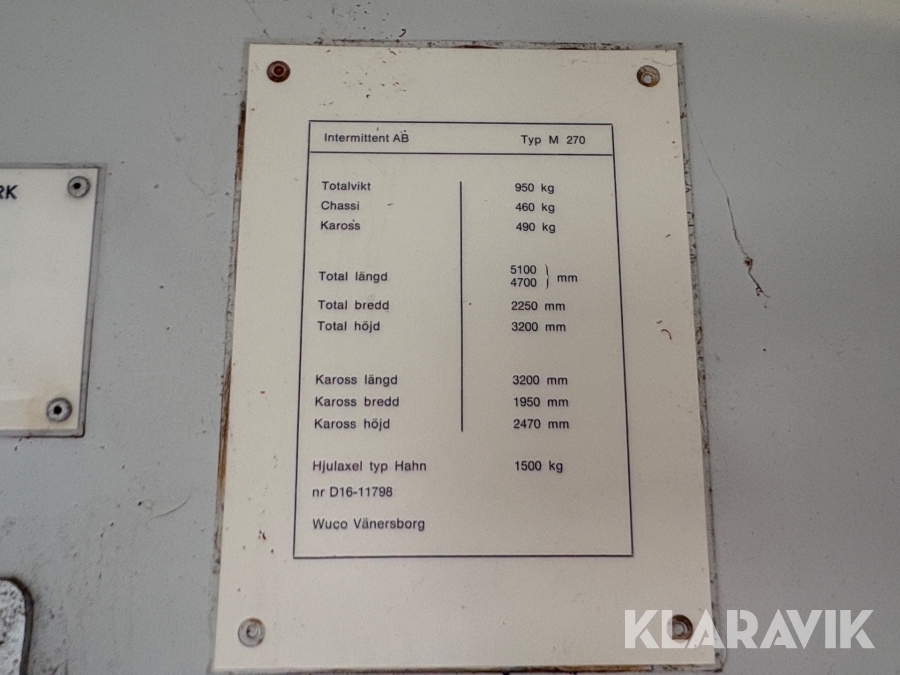 RK
Intermittent AB Typ M 270
Totalvikt 950 kg
Chassi 460 kg
Kaross 490 kg
Total längd 5100 4700 } mm
Total bredd 2250 mm
Total höjd 3200 mm
Kaross längd 3200 mm
Kaross bredd 1950 mm
Kaross höjd 2470 mm
Hjulaxel typ Hahn 1500 kg
nr D16-11798
Wuco Vänersborg
KLARAVIK